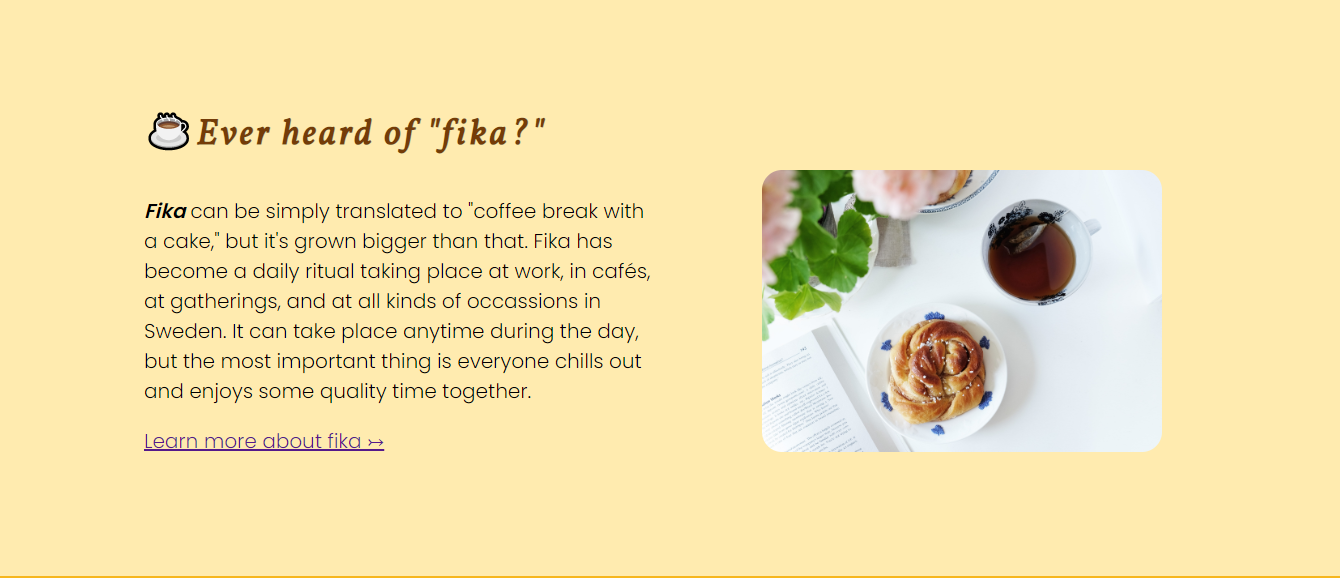 Ever heard of "fika?"
Fika can be simply translated to "coffee break with
a cake," but it's grown bigger than that. Fika has
become a daily ritual taking place at work, in cafés,
at gatherings, and at all kinds of occassions in
Sweden. It can take place anytime during the day,
but the most important thing is everyone chills out
and enjoys some quality time together.
Learn more about fika ↣